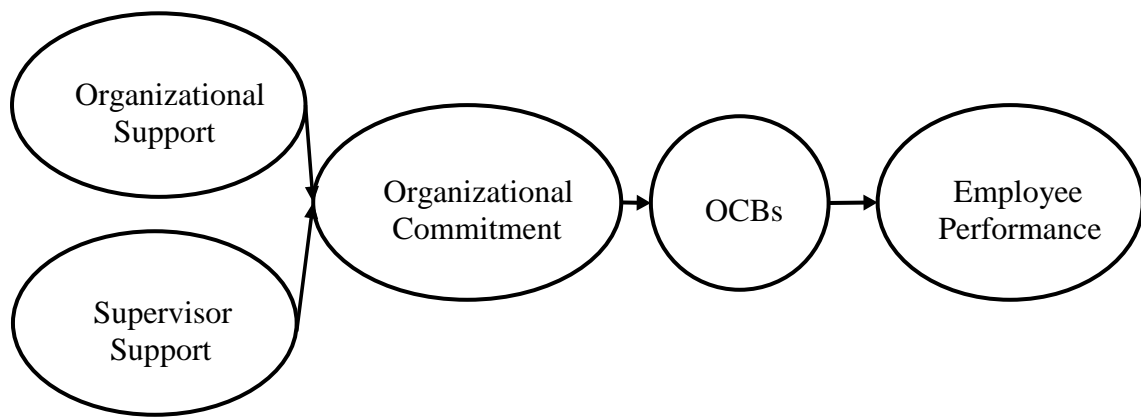 Organizational
Support
Supervisor
Support
Organizational
Commitment
OCBs
Employee
Performance